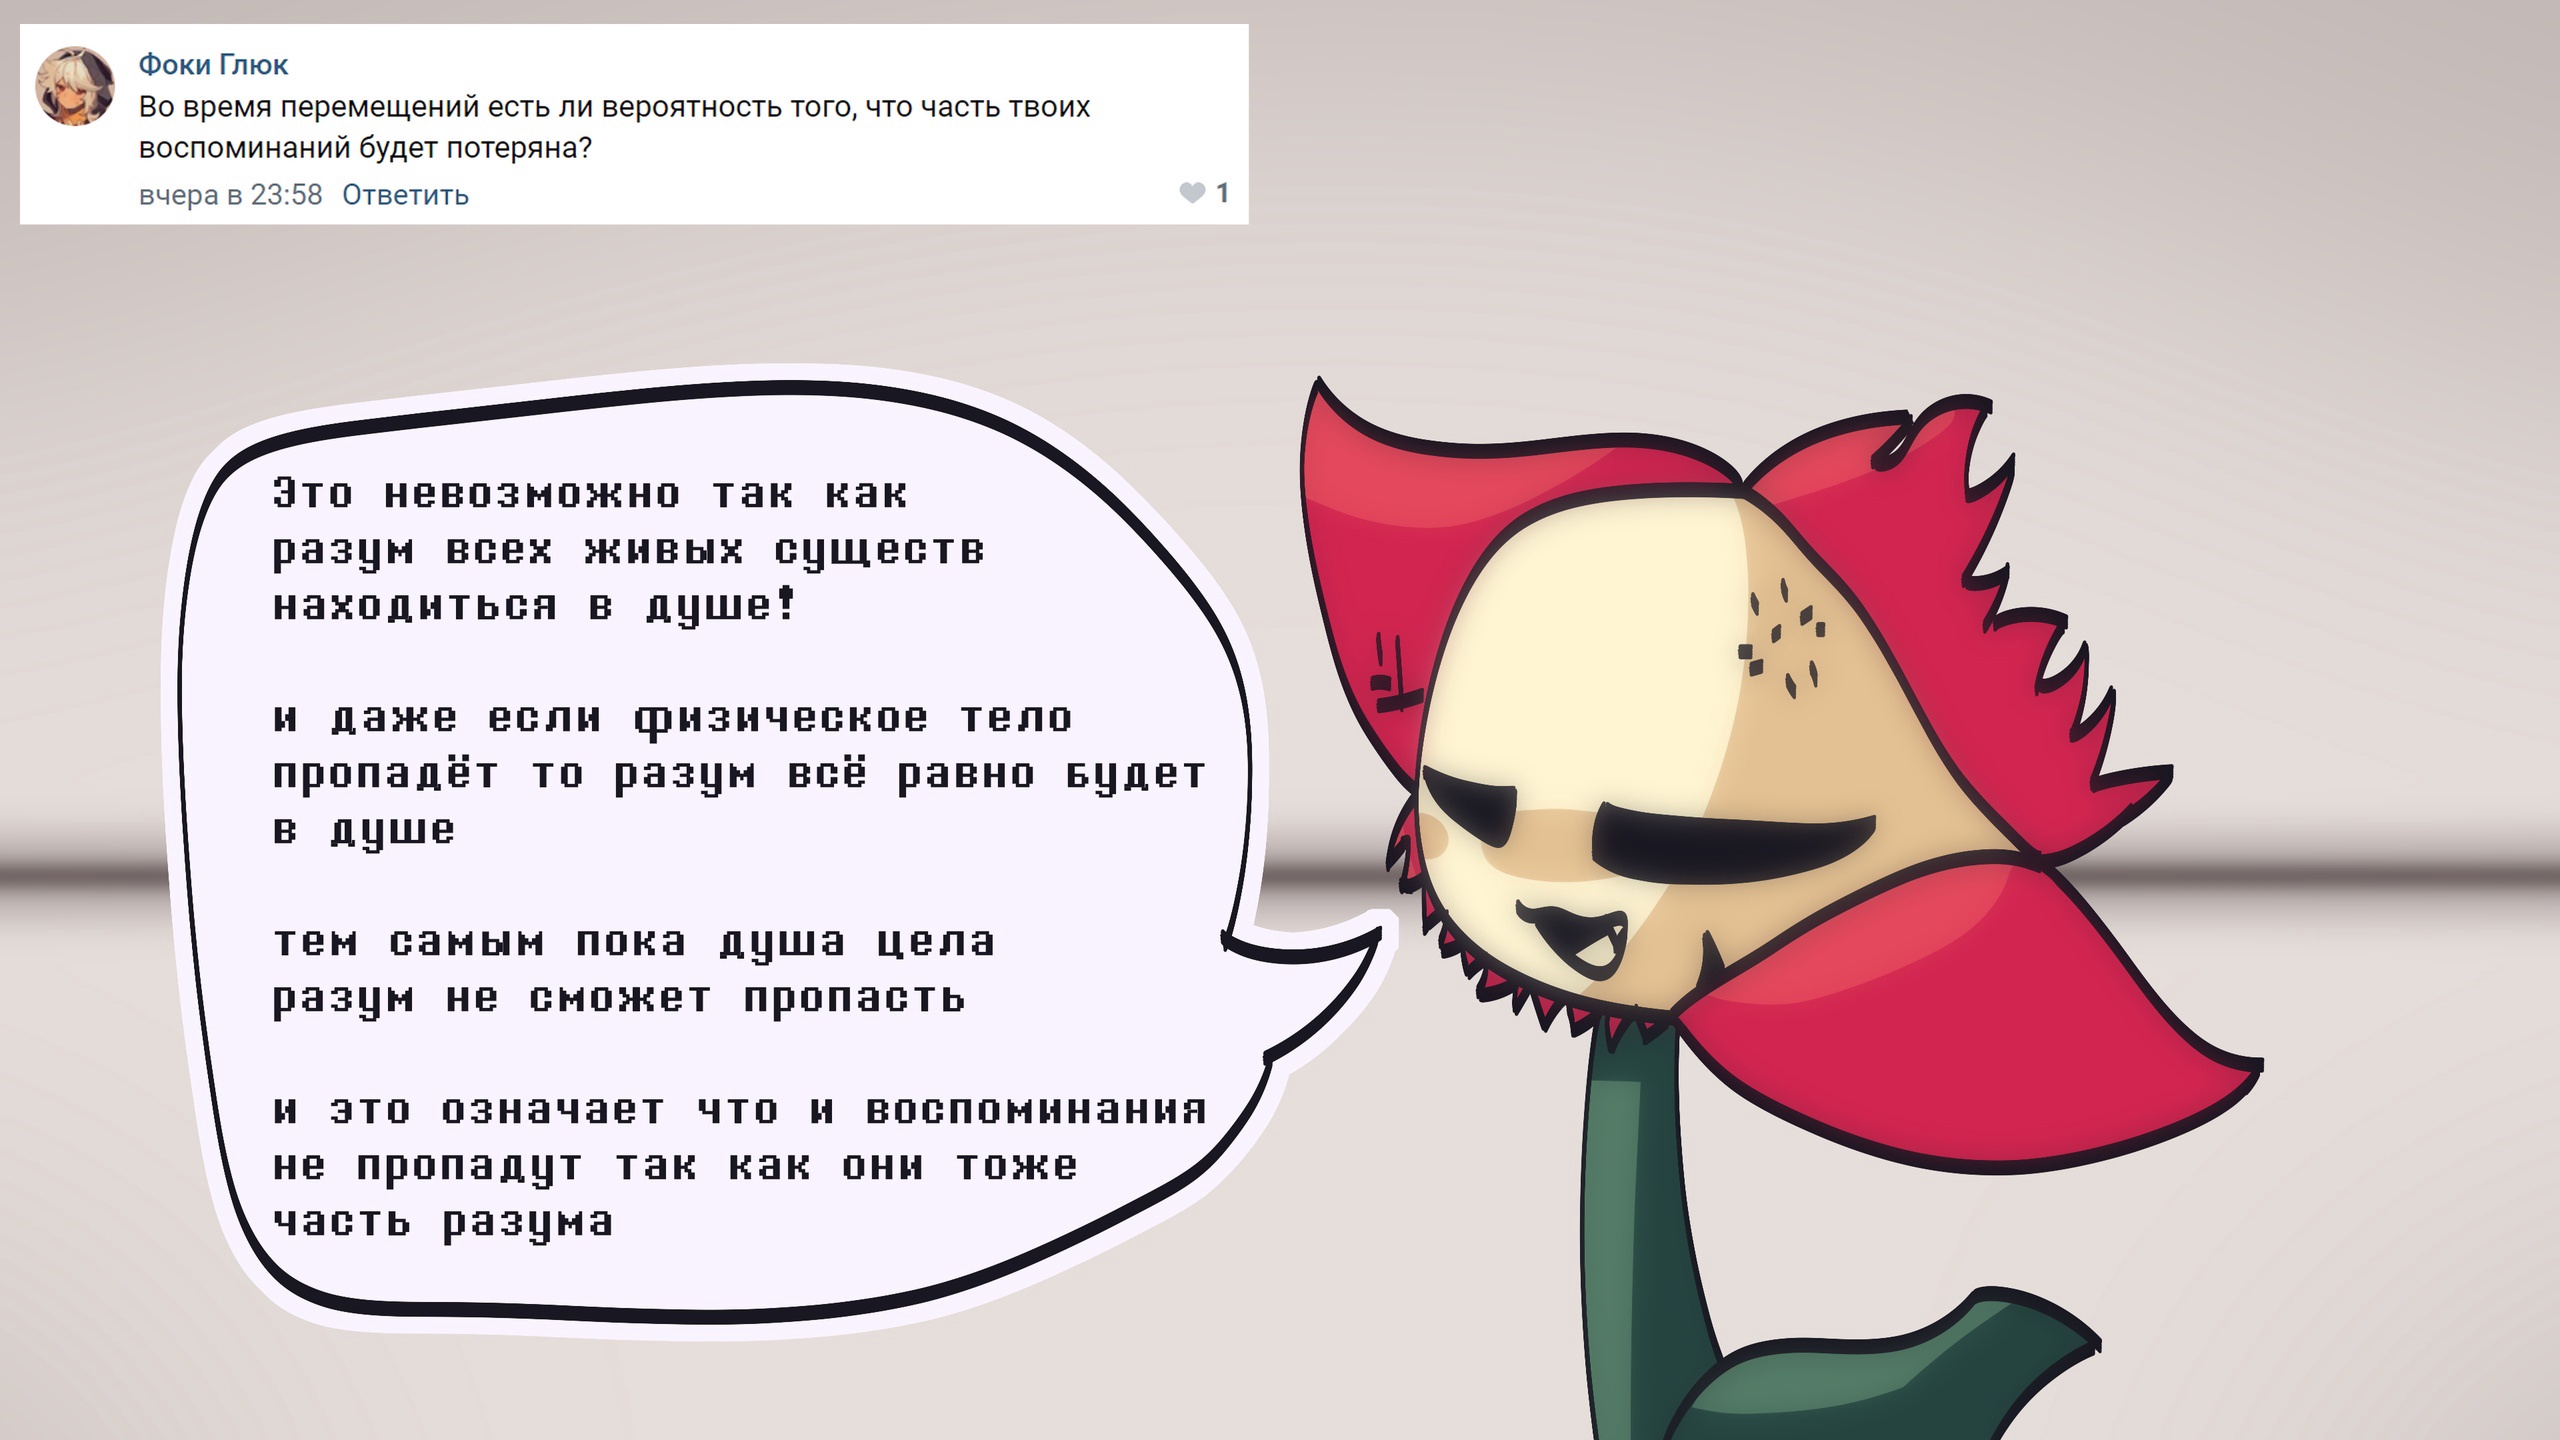 Фоки Глюк
Во время перемещений есть ли вероятность того, что часть твоих
воспоминаний будет потеряна?
вчера в 23:58 Ответить
1
Это невозможно так как
разум всех живых существ
находиться в душе!
и даже если физическое тело
пропадёт то разум всё равно будет
в душе
тем самым пока душа цела
разум не сможет пропасть
и это означает что и воспоминания
не пропадут так как они тоже
часть разума